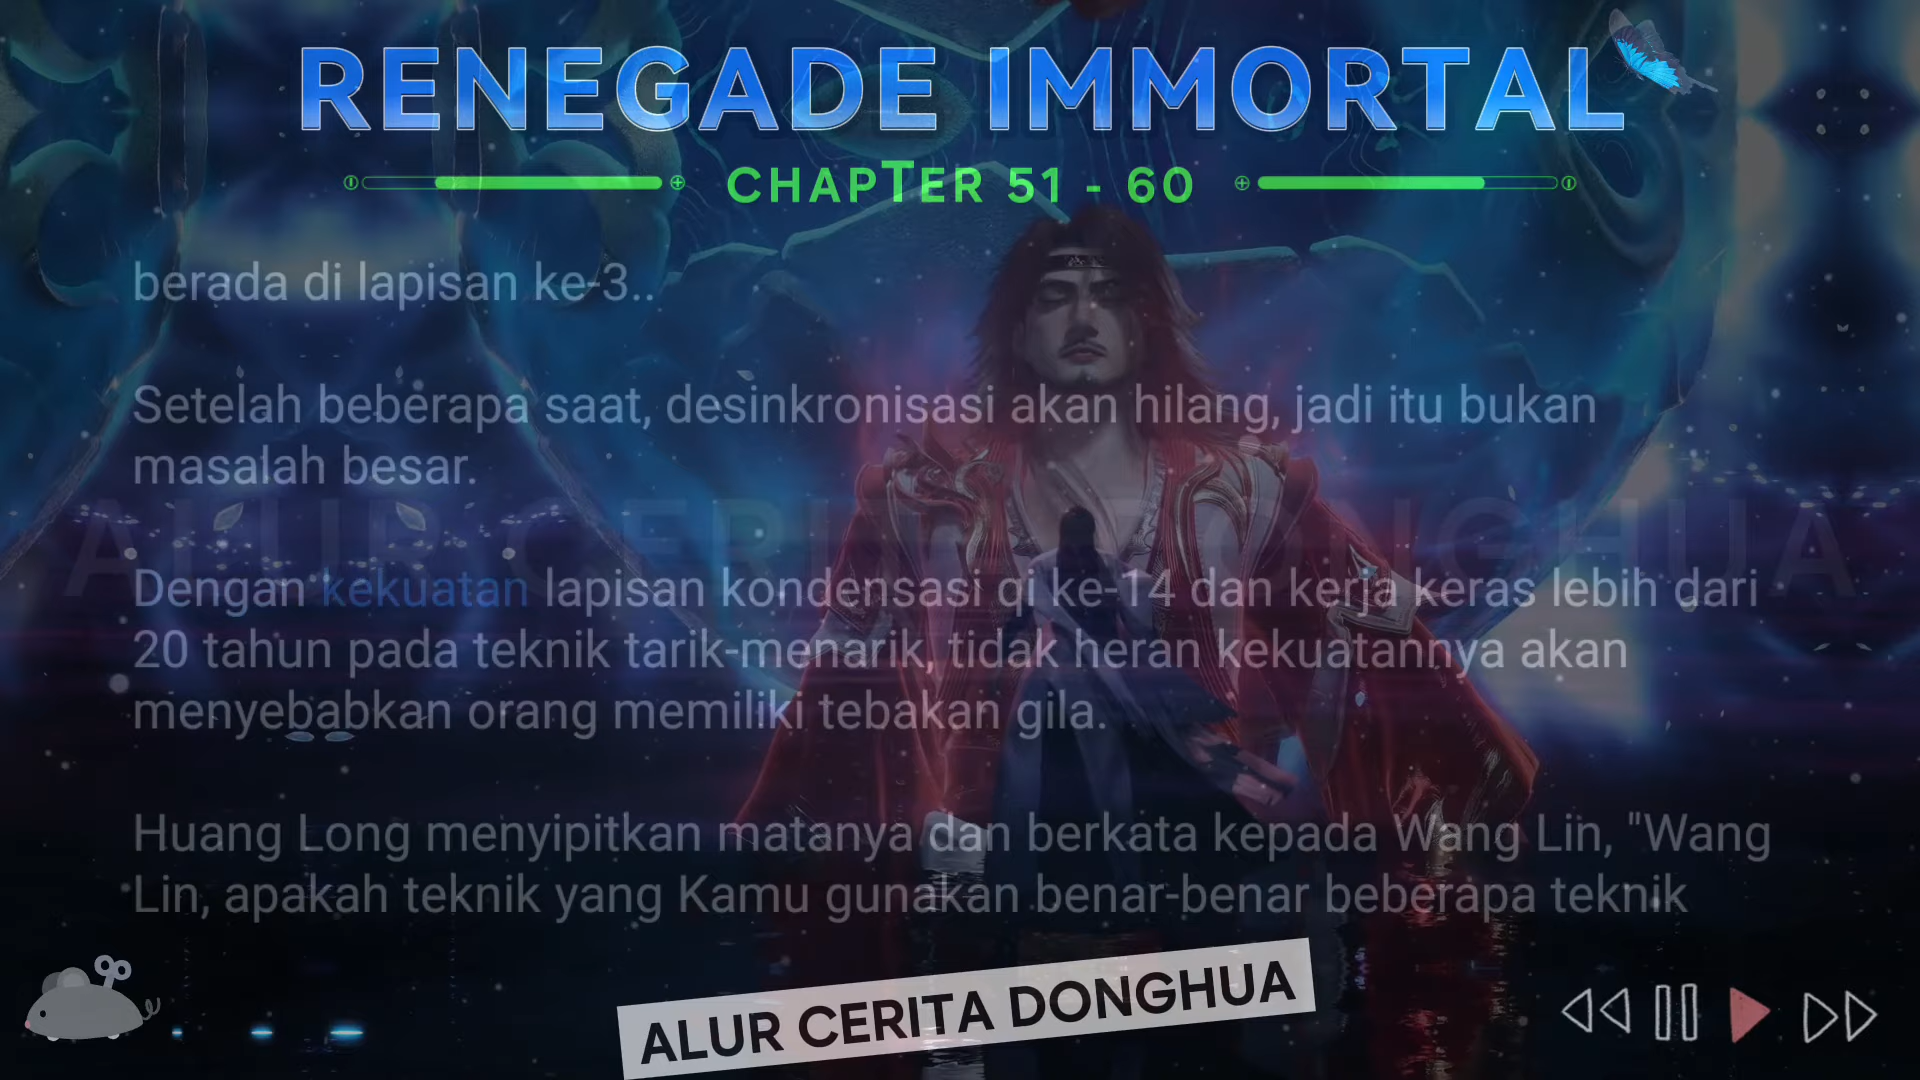 RENEGADE IMMORTAL
CHAPTER 51 - 60
berada di lapisan ke-3..
Setelah beberapa saat, desinkronisasi akan hilang, jadi itu bukan
masalah besar.
ALUR CERITA DONGHUA
Dengan kekuatan lapisan kondensasi qi ke-14 dan kerja keras lebih dari
20 tahun pada teknik tarik-menarik, tidak heran kekuatannya akan
menyebabkan orang memiliki tebakan gila.
Huang Long menyipitkan matanya dan berkata kepada Wang Lin, "Wang
Lin, apakah teknik yang Kamu gunakan benar-benar beberapa teknik
ALUR CERITA DONGHUA